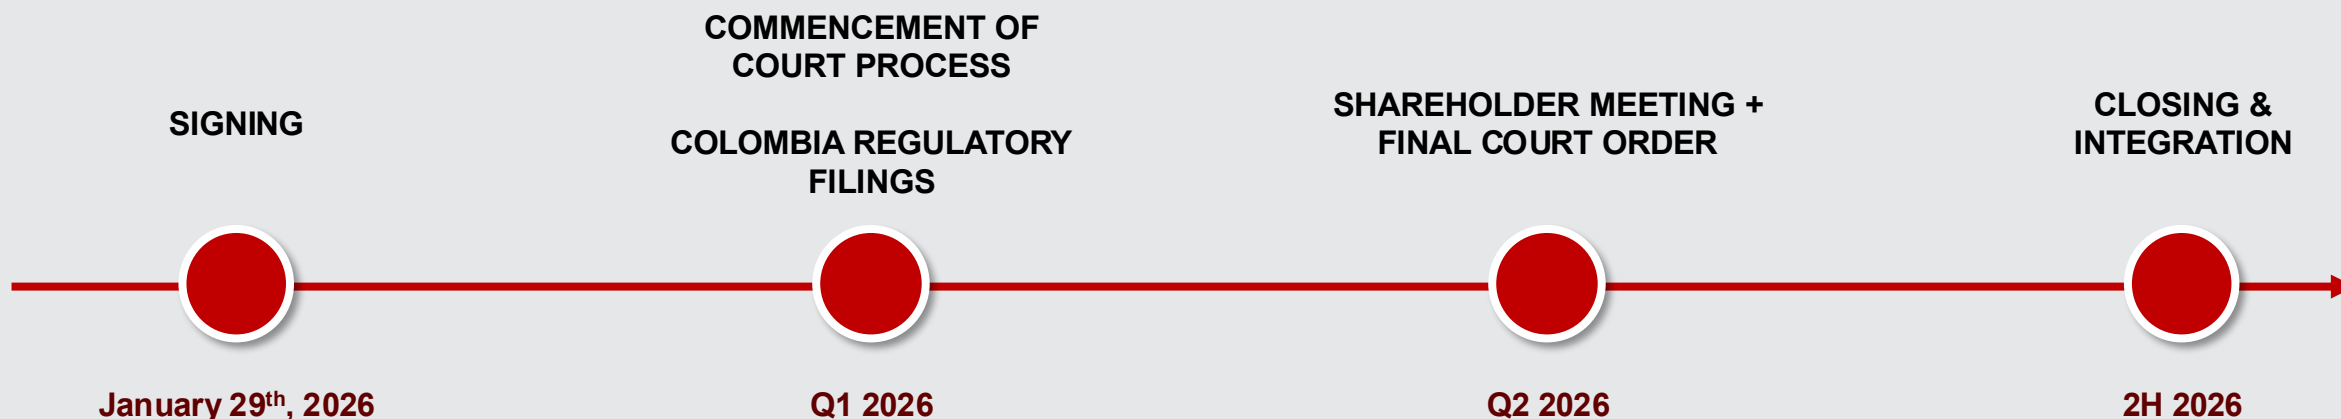 SIGNING
January 29th, 2026
COMMENCEMENT OF
COURT PROCESS
COLOMBIA REGULATORY
FILINGS
Q1 2026
SHAREHOLDER MEETING +
FINAL COURT ORDER
Q2 2026
CLOSING &
INTEGRATION
2H 2026